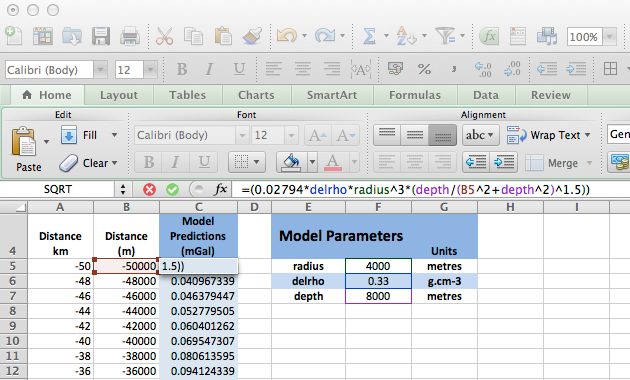 100%
Calibri (Body) 12 B I U ABC % ,
Home Layout Tables Charts SmartArt Formulas Data Review
Edit Font Alignment
Fill Calibri (Body) 12 A A abc Wrap Text Gen
Paste Clear B I U A A Merge
SQRT fx =(0.02794*delrho*radius^3*(depth/(B5^2+depth^2)^1.5))
A B C D E F G H I
4 Distance km Distance (m) Model Predictions (mGal) Model Parameters Units
5 -50 -50000 1.5)) radius 4000 metres
6 -48 -48000 0.040967339 delrho 0.33 g.cm-3
7 -46 -46000 0.046379447 depth 8000 metres
8 -44 -44000 0.052779505
9 -42 -42000 0.060401262
10 -40 -40000 0.069547307
11 -38 -38000 0.080613595
12 -36 -36000 0.094124339